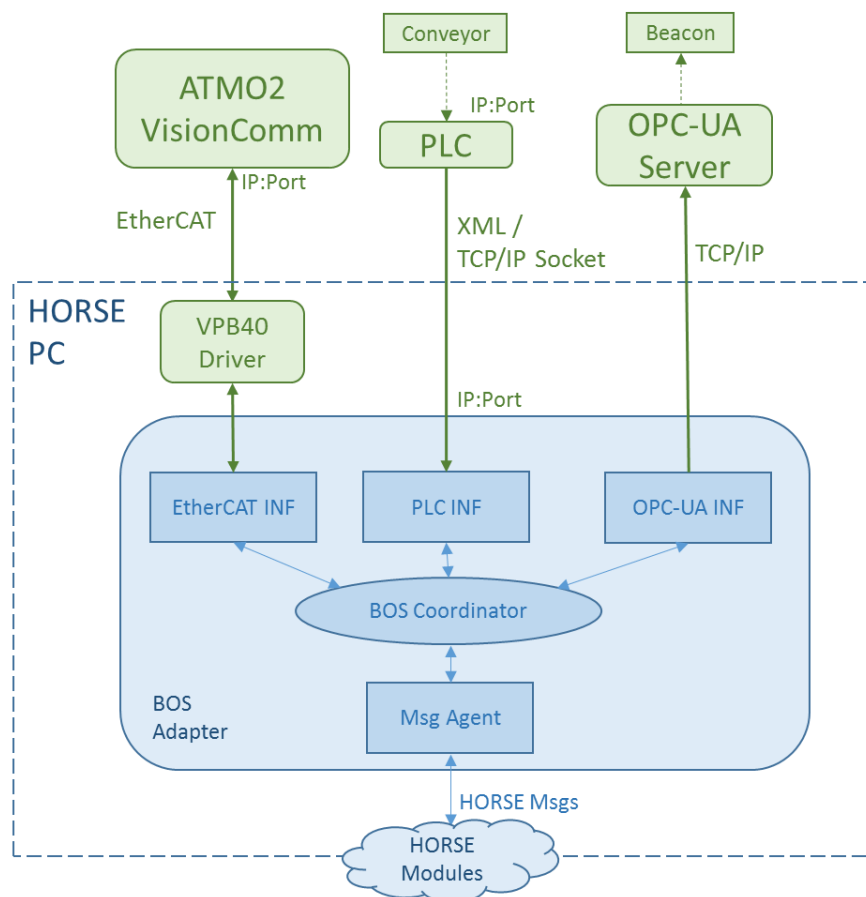 Conveyor
Beacon
ATMO2
VisionComm
IP:Port
PLC
OPC-UA
Server
IP:Port
EtherCAT
XML /
TCP/IP Socket
TCP/IP
HORSE
PC
VPB40
Driver
IP:Port
EtherCAT INF
PLC INF
OPC-UA INF
BOS Coordinator
BOS
Adapter
Msg Agent
HORSE Msgs
HORSE
Modules